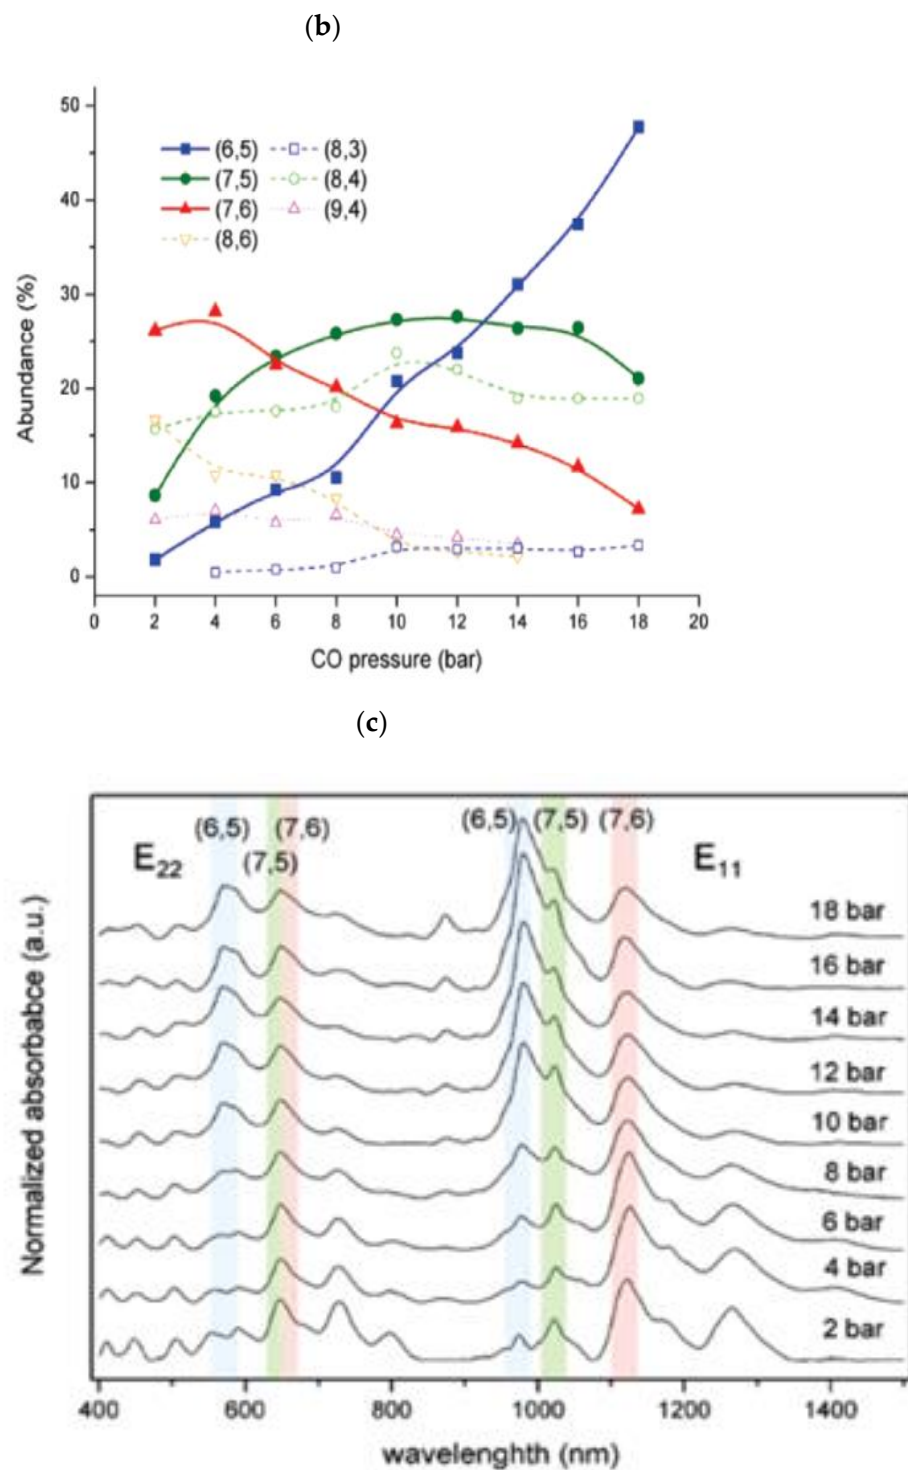 (b)
50
40
30
20
10
0
Abundance (%)
(6,5) (8,3)
(7,5) (8,4)
(7,6) (9,4)
(8,6)
0 2 4 6 8 10 12 14 16 18 20
CO pressure (bar)
(c)
Normalized absorbabce (a.u.)
(6,5) (7,6) (6,5) (7,5) (7,6)
E22 (7,5) E11
18 bar
16 bar
14 bar
12 bar
10 bar
8 bar
6 bar
4 bar
2 bar
400 600 800 1000 1200 1400
wavelenghth (nm)